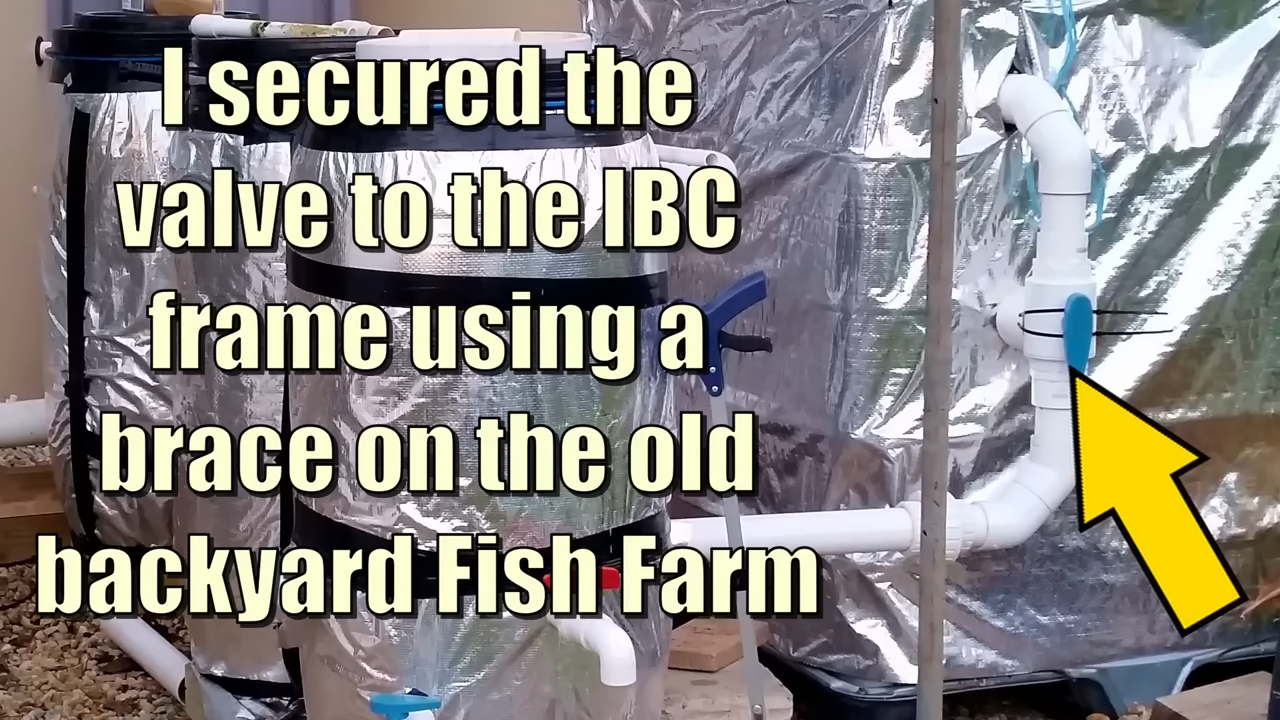 I secured the
valve to the IBC
frame using a
brace on the old
backyard Fish Farm